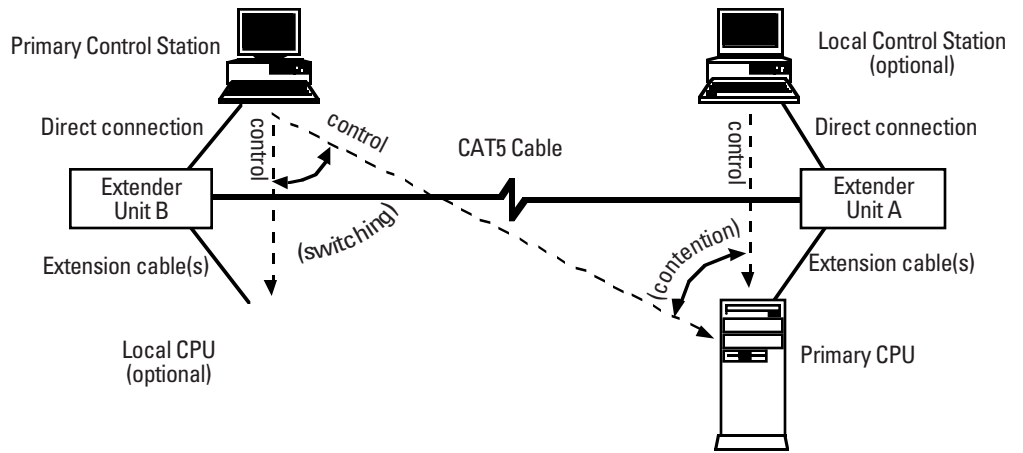 Primary Control Station
Local Control Station
(optional)
Direct connection
control
control
CAT5 Cable
control
Direct connection
Extender
Unit B
Extender
Unit A
(switching)
(contention)
Extension cable(s)
Extension cable(s)
Local CPU
(optional)
Primary CPU